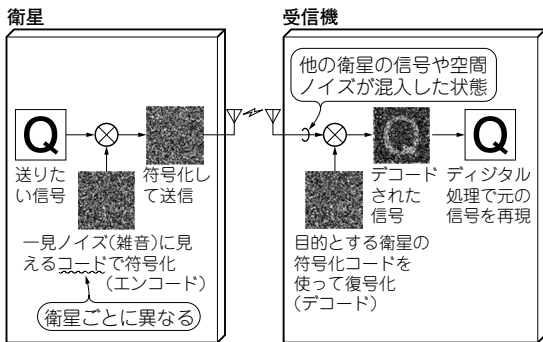 衛星
受信機
他の衛星の信号や空間
ノイズが混入した状態
Q
Q
Q
送りた
い信号
符号化し
て送信
デコード
された
信号
ディジタル
処理で元の
信号を再現
一見ノイズ(雑音)に見
えるコードで符号化
(エンコード)
目的とする衛星の
符号化コードを
使って復号化
(デコード)
衛星ごとに異なる